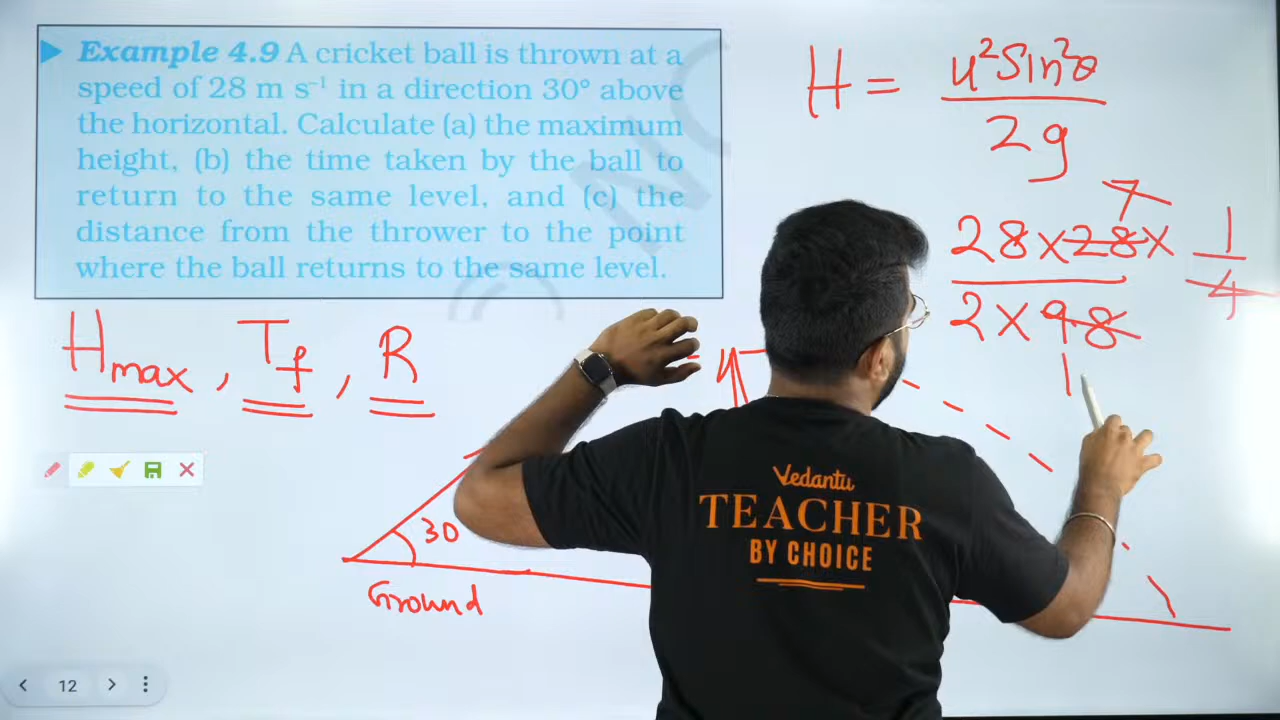 Example 4.9 A cricket ball is thrown at a
speed of 28 m s⁻¹ in a direction 30° above
the horizontal. Calculate (a) the maximum
height, (b) the time taken by the ball to
return to the same level, and (c) the
distance from the thrower to the point
where the ball returns to the same level.
H = u²Sin²θ
2g
7
28×28× 1
4
2×9.8
1
Hmax, Tf, R
30
Ground
Vedantu
TEACHER
BY CHOICE
12